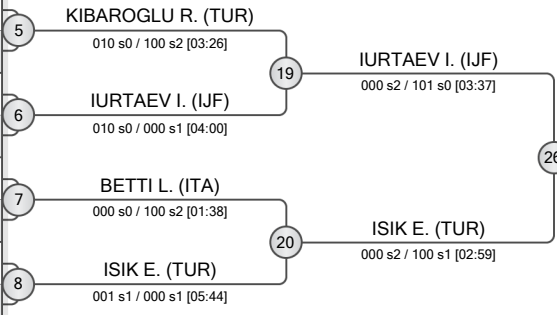 KIBAROGLU R. (TUR)
5
010 s0 / 100 s2 [03:26]
19
IURTAEV I. (IJF)
000 s2 / 101 s0 [03:37]
IURTAEV I. (IJF)
6
010 s0 / 000 s1 [04:00]
26
BETTI L. (ITA)
7
000 s0 / 100 s2 [01:38]
20
ISIK E. (TUR)
000 s2 / 100 s1 [02:59]
ISIK E. (TUR)
8
001 s1 / 000 s1 [05:44]